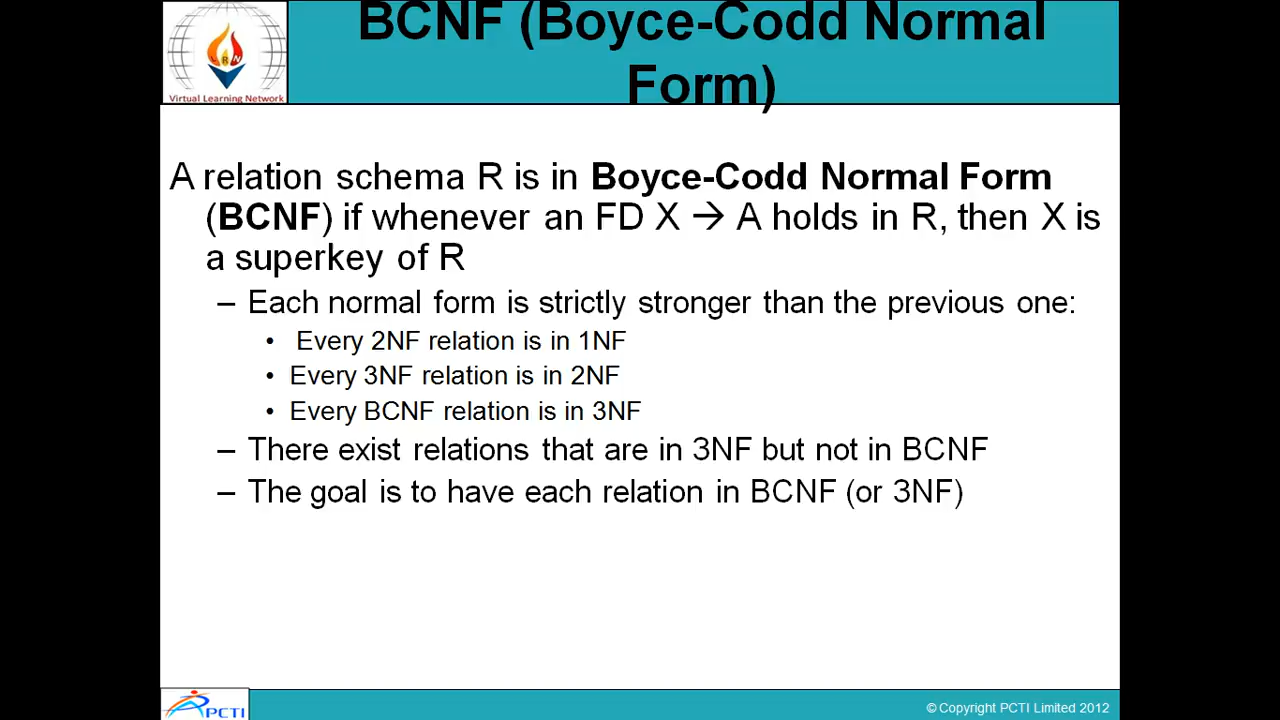 BCNF (Boyce-Codd Normal
Form)
LRN
Virtual Learning Network
A relation schema R is in Boyce-Codd Normal Form
(BCNF) if whenever an FD X → A holds in R, then X is
a superkey of R
– Each normal form is strictly stronger than the previous one:
• Every 2NF relation is in 1NF
• Every 3NF relation is in 2NF
• Every BCNF relation is in 3NF
– There exist relations that are in 3NF but not in BCNF
– The goal is to have each relation in BCNF (or 3NF)
PCTI
© Copyright PCTI Limited 2012